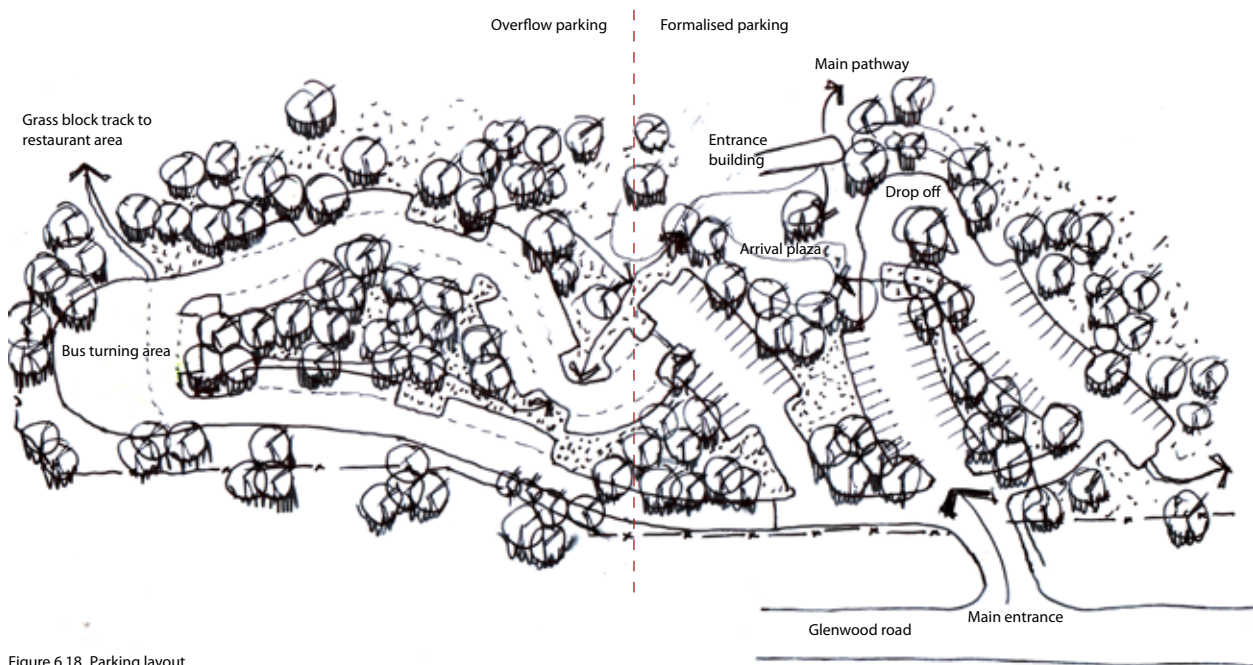 Overflow parking
Formalised parking
Main pathway
Grass block track to
restaurant area
Entrance
building
Drop off
Arrival plaza
Bus turning area
Main entrance
Glenwood road
Figure 6.18 Parking layout